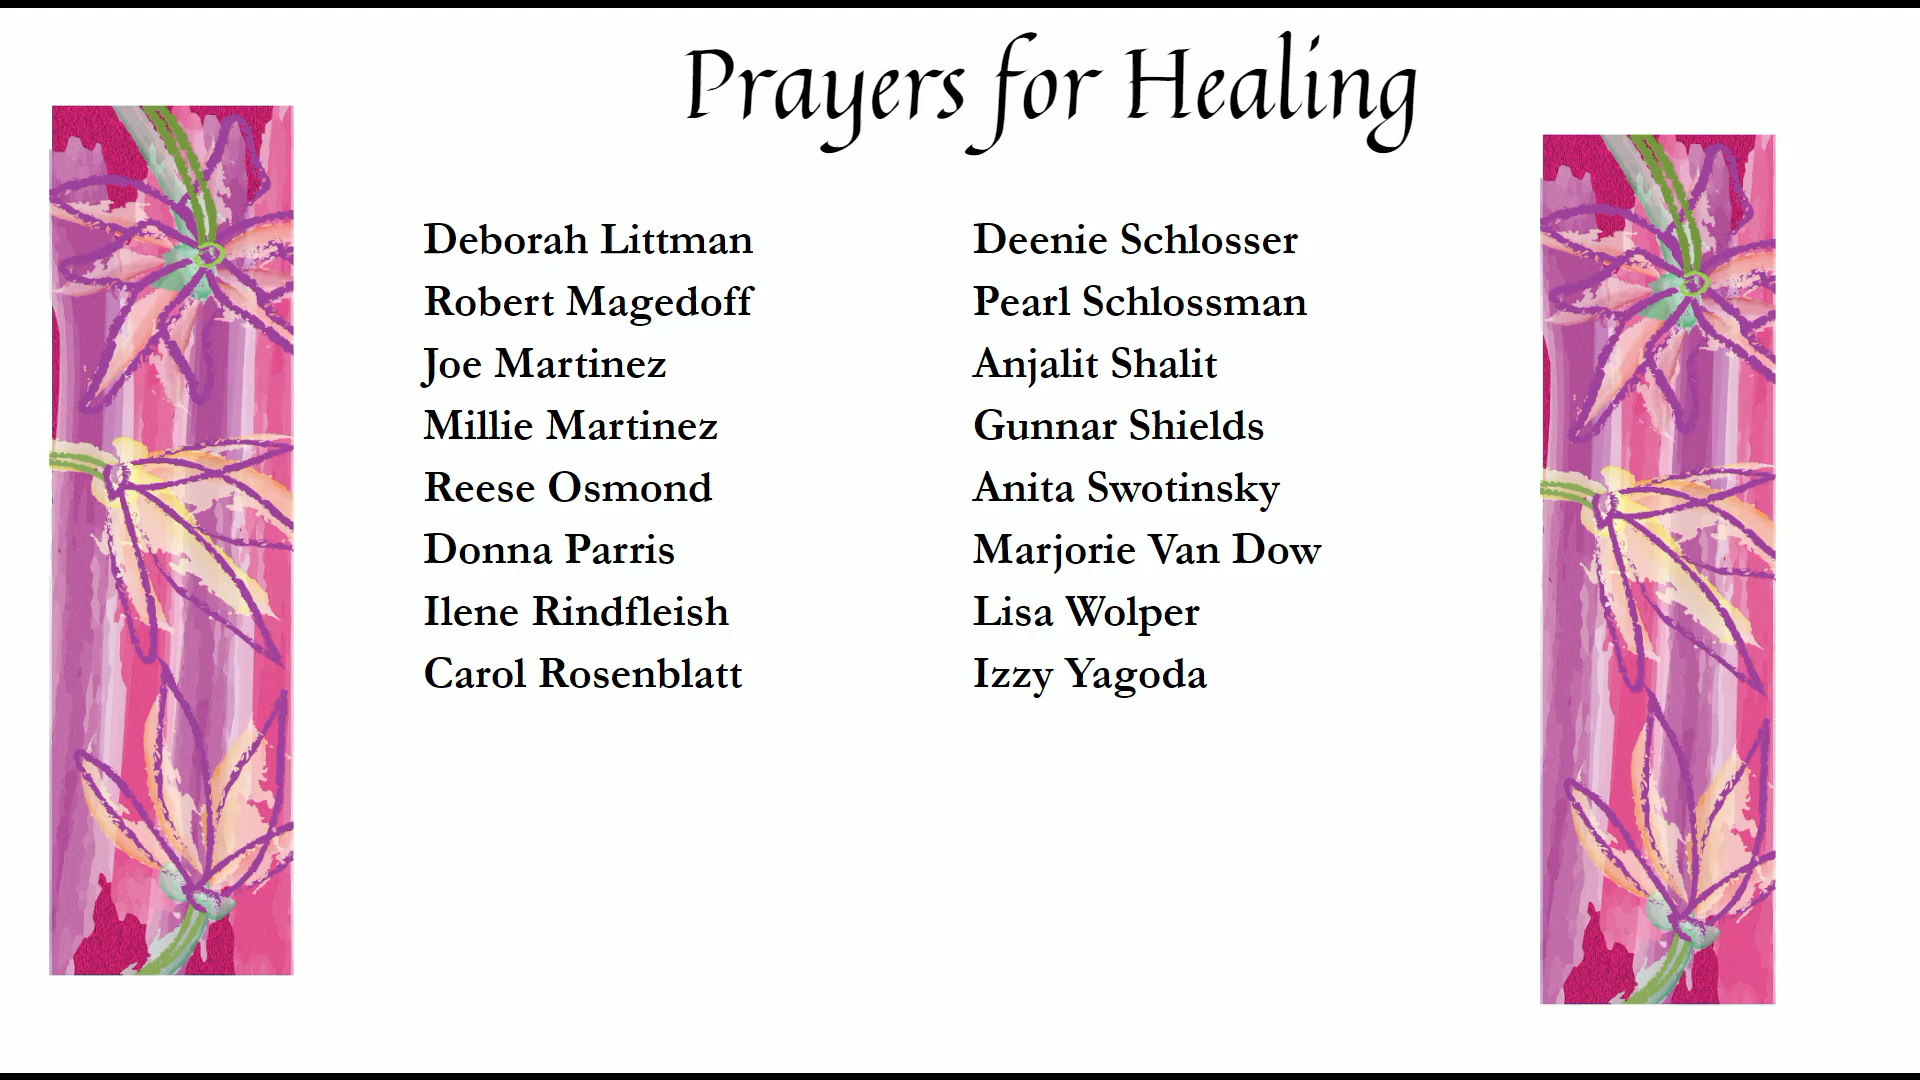 Prayers for Healing
Deborah Littman
Robert Magedoff
Joe Martinez
Millie Martinez
Reese Osmond
Donna Parris
Ilene Rindfleish
Carol Rosenblatt
Deenie Schlosser
Pearl Schlossman
Anjalit Shalit
Gunnar Shields
Anita Swotinsky
Marjorie Van Dow
Lisa Wolper
Izzy Yagoda